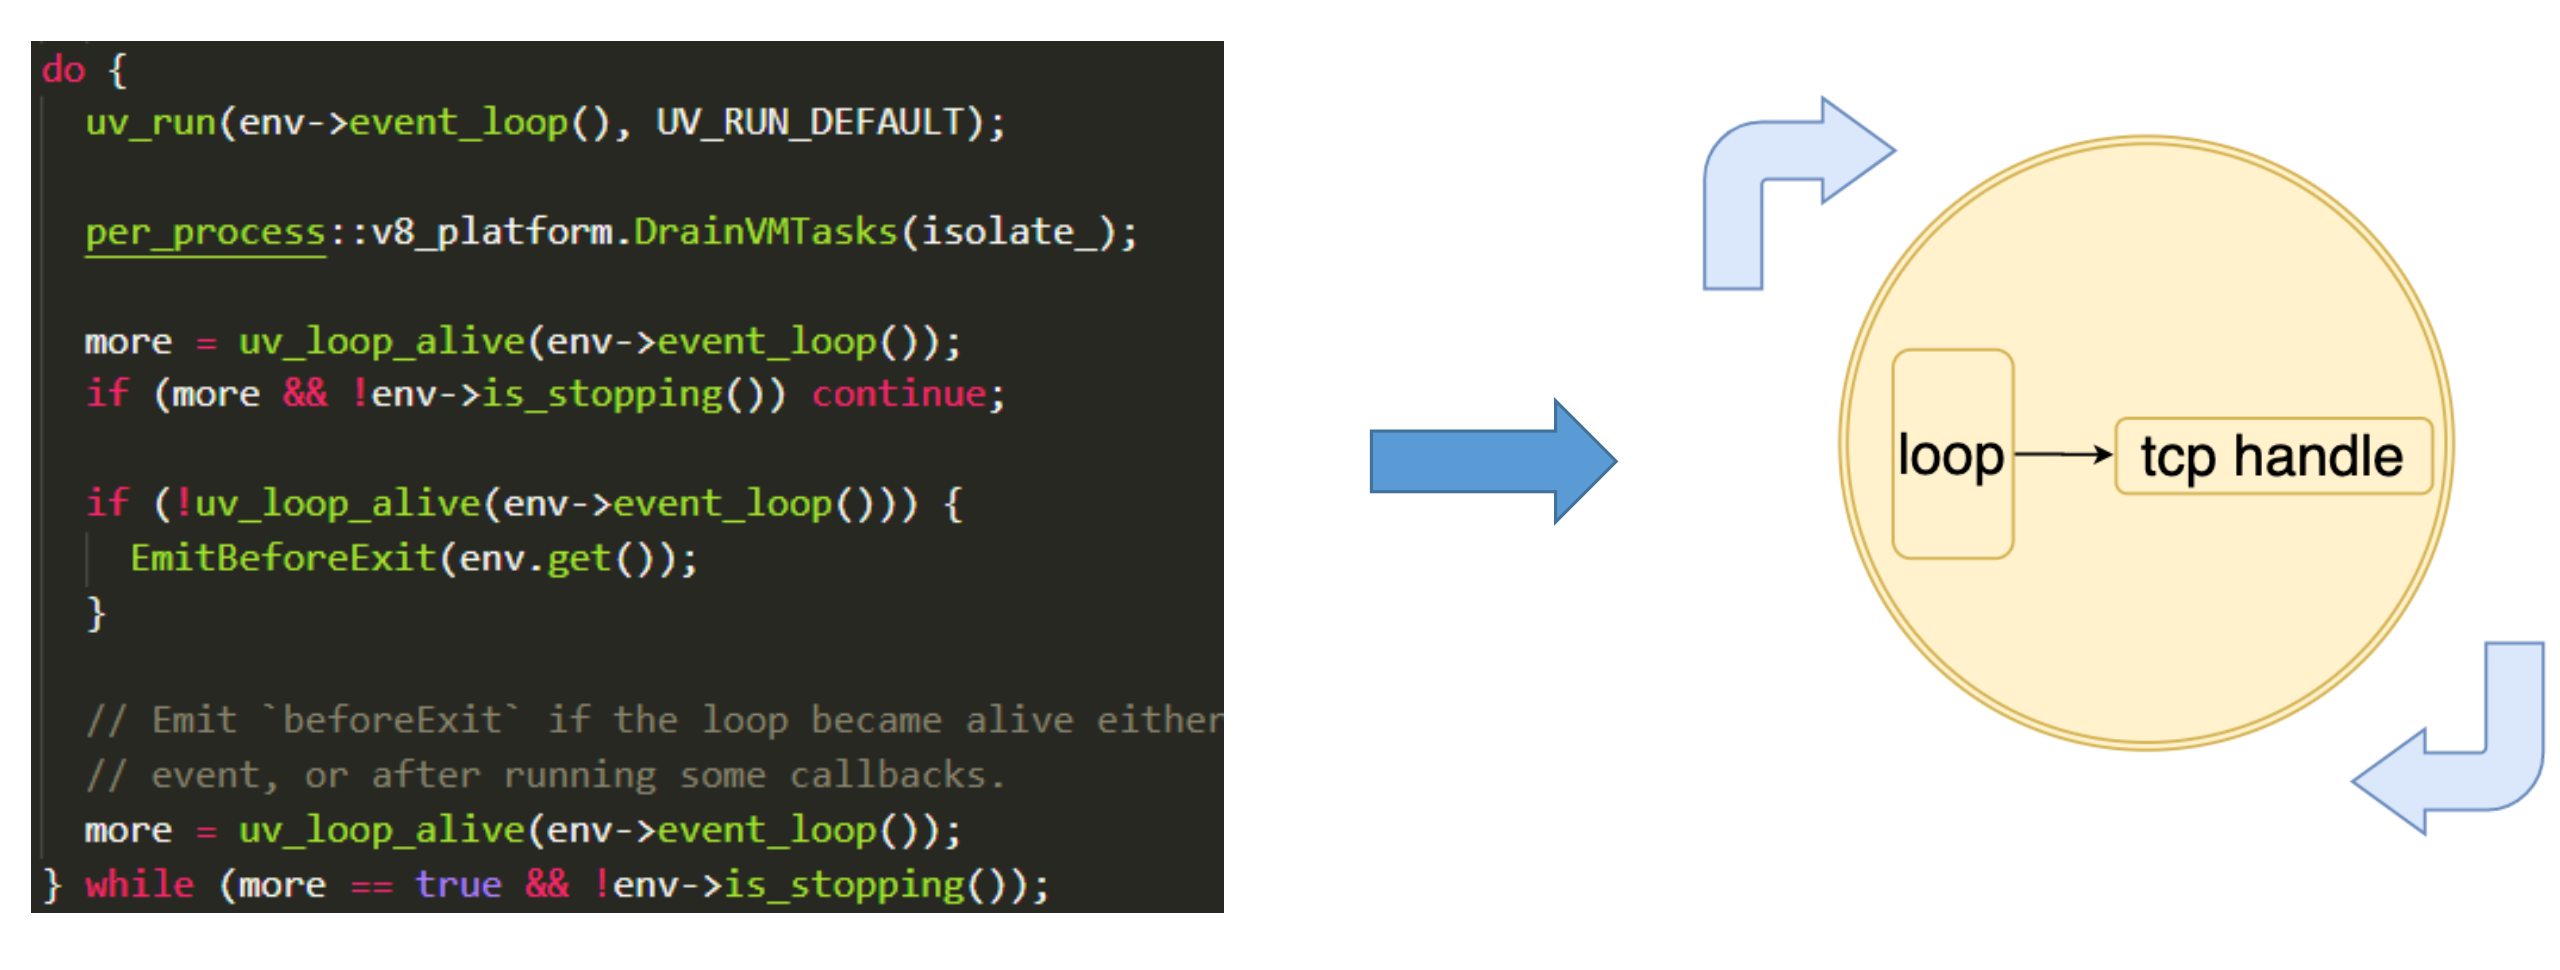 do {
uv_run(env->event_loop(), UV_RUN_DEFAULT);
per_process::v8_platform.DrainVMTasks(isolate_);
more = uv_loop_alive(env->event_loop());
if (more && !env->is_stopping()) continue;
if (!uv_loop_alive(env->event_loop())) {
EmitBeforeExit(env.get());
}
// Emit `beforeExit` if the loop became alive either
// event, or after running some callbacks.
more = uv_loop_alive(env->event_loop());
} while (more == true && !env->is_stopping());
loop
tcp handle